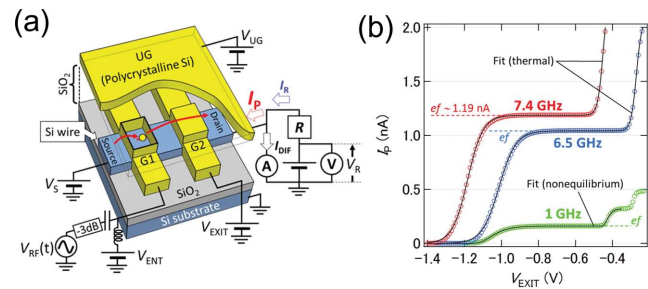 (a)
UG
(Polycrystalline Si)
V_UG
SiO2
I_P
I_R
Si wire
Source
Drain
G1
G2
I_DIF
R
A
V
V_R
V_S
SiO2
Si substrate
-3dB
V_RF(t)
V_ENT
V_EXIT
(b)
2.0
1.5
1.0
0.5
0
I_P (nA)
Fit (thermal)
ef ~ 1.19 nA
7.4 GHz
ef
6.5 GHz
Fit (nonequilibrium)
1 GHz
ef
-1.4 -1.2 -1.0 -0.8 -0.6 -0.4 -0.2
V_EXIT (V)